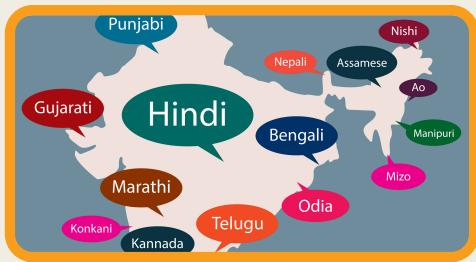 Punjabi
Nishi
Nepali
Assamese
Ao
Gujarati
Hindi
Bengali
Manipuri
Mizo
Marathi
Odia
Konkani
Telugu
Kannada